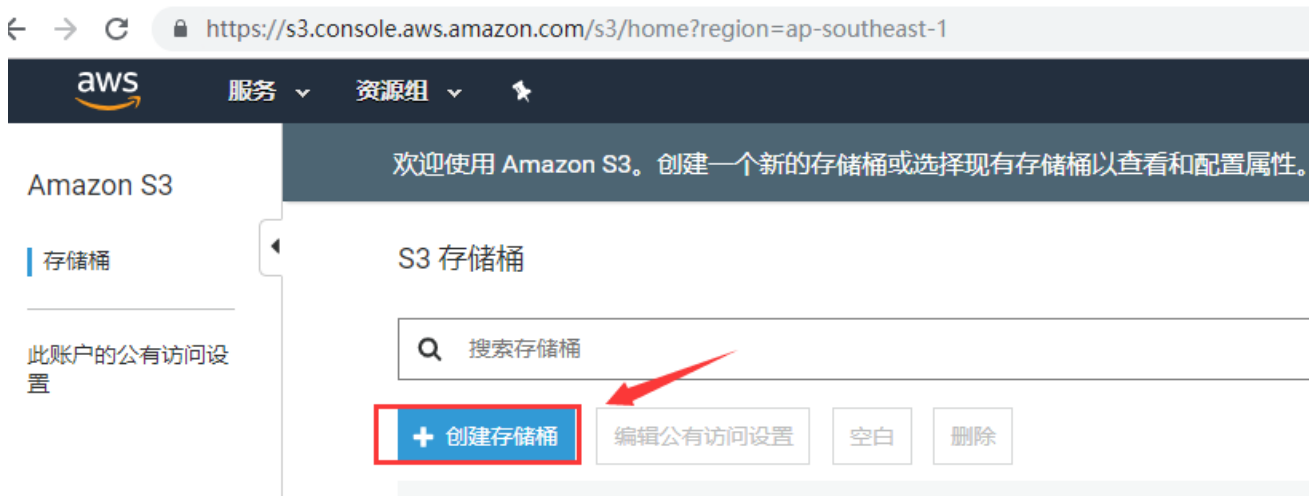 https://s3.console.aws.amazon.com/s3/home?region=ap-southeast-1
aws 服务 资源组
欢迎使用 Amazon S3。创建一个新的存储桶或选择现有存储桶以查看和配置属性。
Amazon S3
存储桶
此账户的公有访问设
置
S3 存储桶
搜索存储桶
+ 创建存储桶 编辑公有访问设置 空白 删除